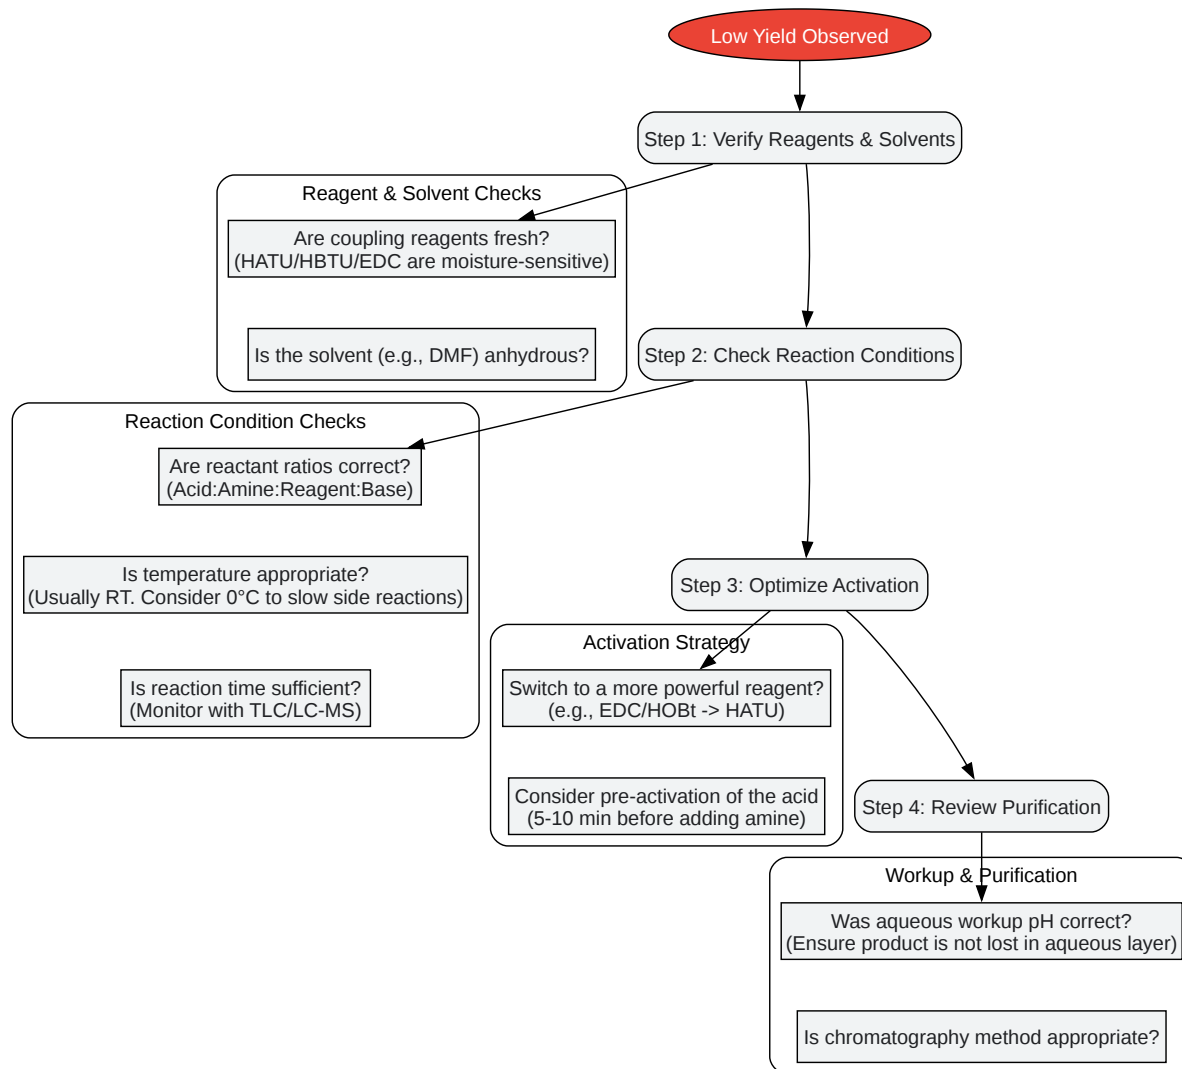 Low Yield Observed
Step 1: Verify Reagents & Solvents
Reagent & Solvent Checks
Are coupling reagents fresh?
(HATU/HBTU/EDC are moisture-sensitive)
Is the solvent (e.g., DMF) anhydrous?
Step 2: Check Reaction Conditions
Reaction Condition Checks
Are reactant ratios correct?
(Acid:Amine:Reagent:Base)
Is temperature appropriate?
(Usually RT. Consider 0°C to slow side reactions)
Is reaction time sufficient?
(Monitor with TLC/LC-MS)
Step 3: Optimize Activation
Activation Strategy
Switch to a more powerful reagent?
(e.g., EDC/HOBt -> HATU)
Consider pre-activation of the acid
(5-10 min before adding amine)
Step 4: Review Purification
Workup & Purification
Was aqueous workup pH correct?
(Ensure product is not lost in aqueous layer)
Is chromatography method appropriate?